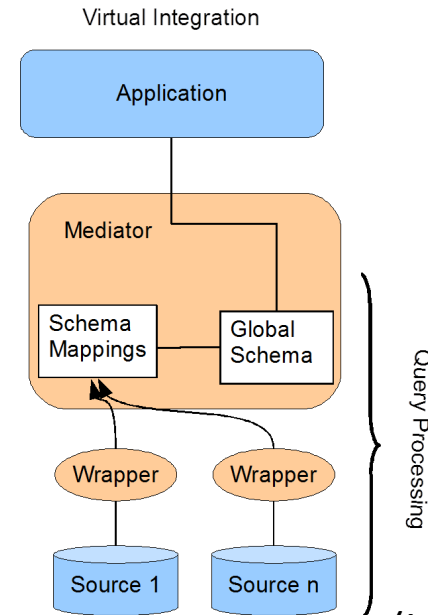 Virtual Integration
Application
Mediator
Schema
Mappings
Global
Schema
Query Processing
Wrapper
Wrapper
Source 1
Source n